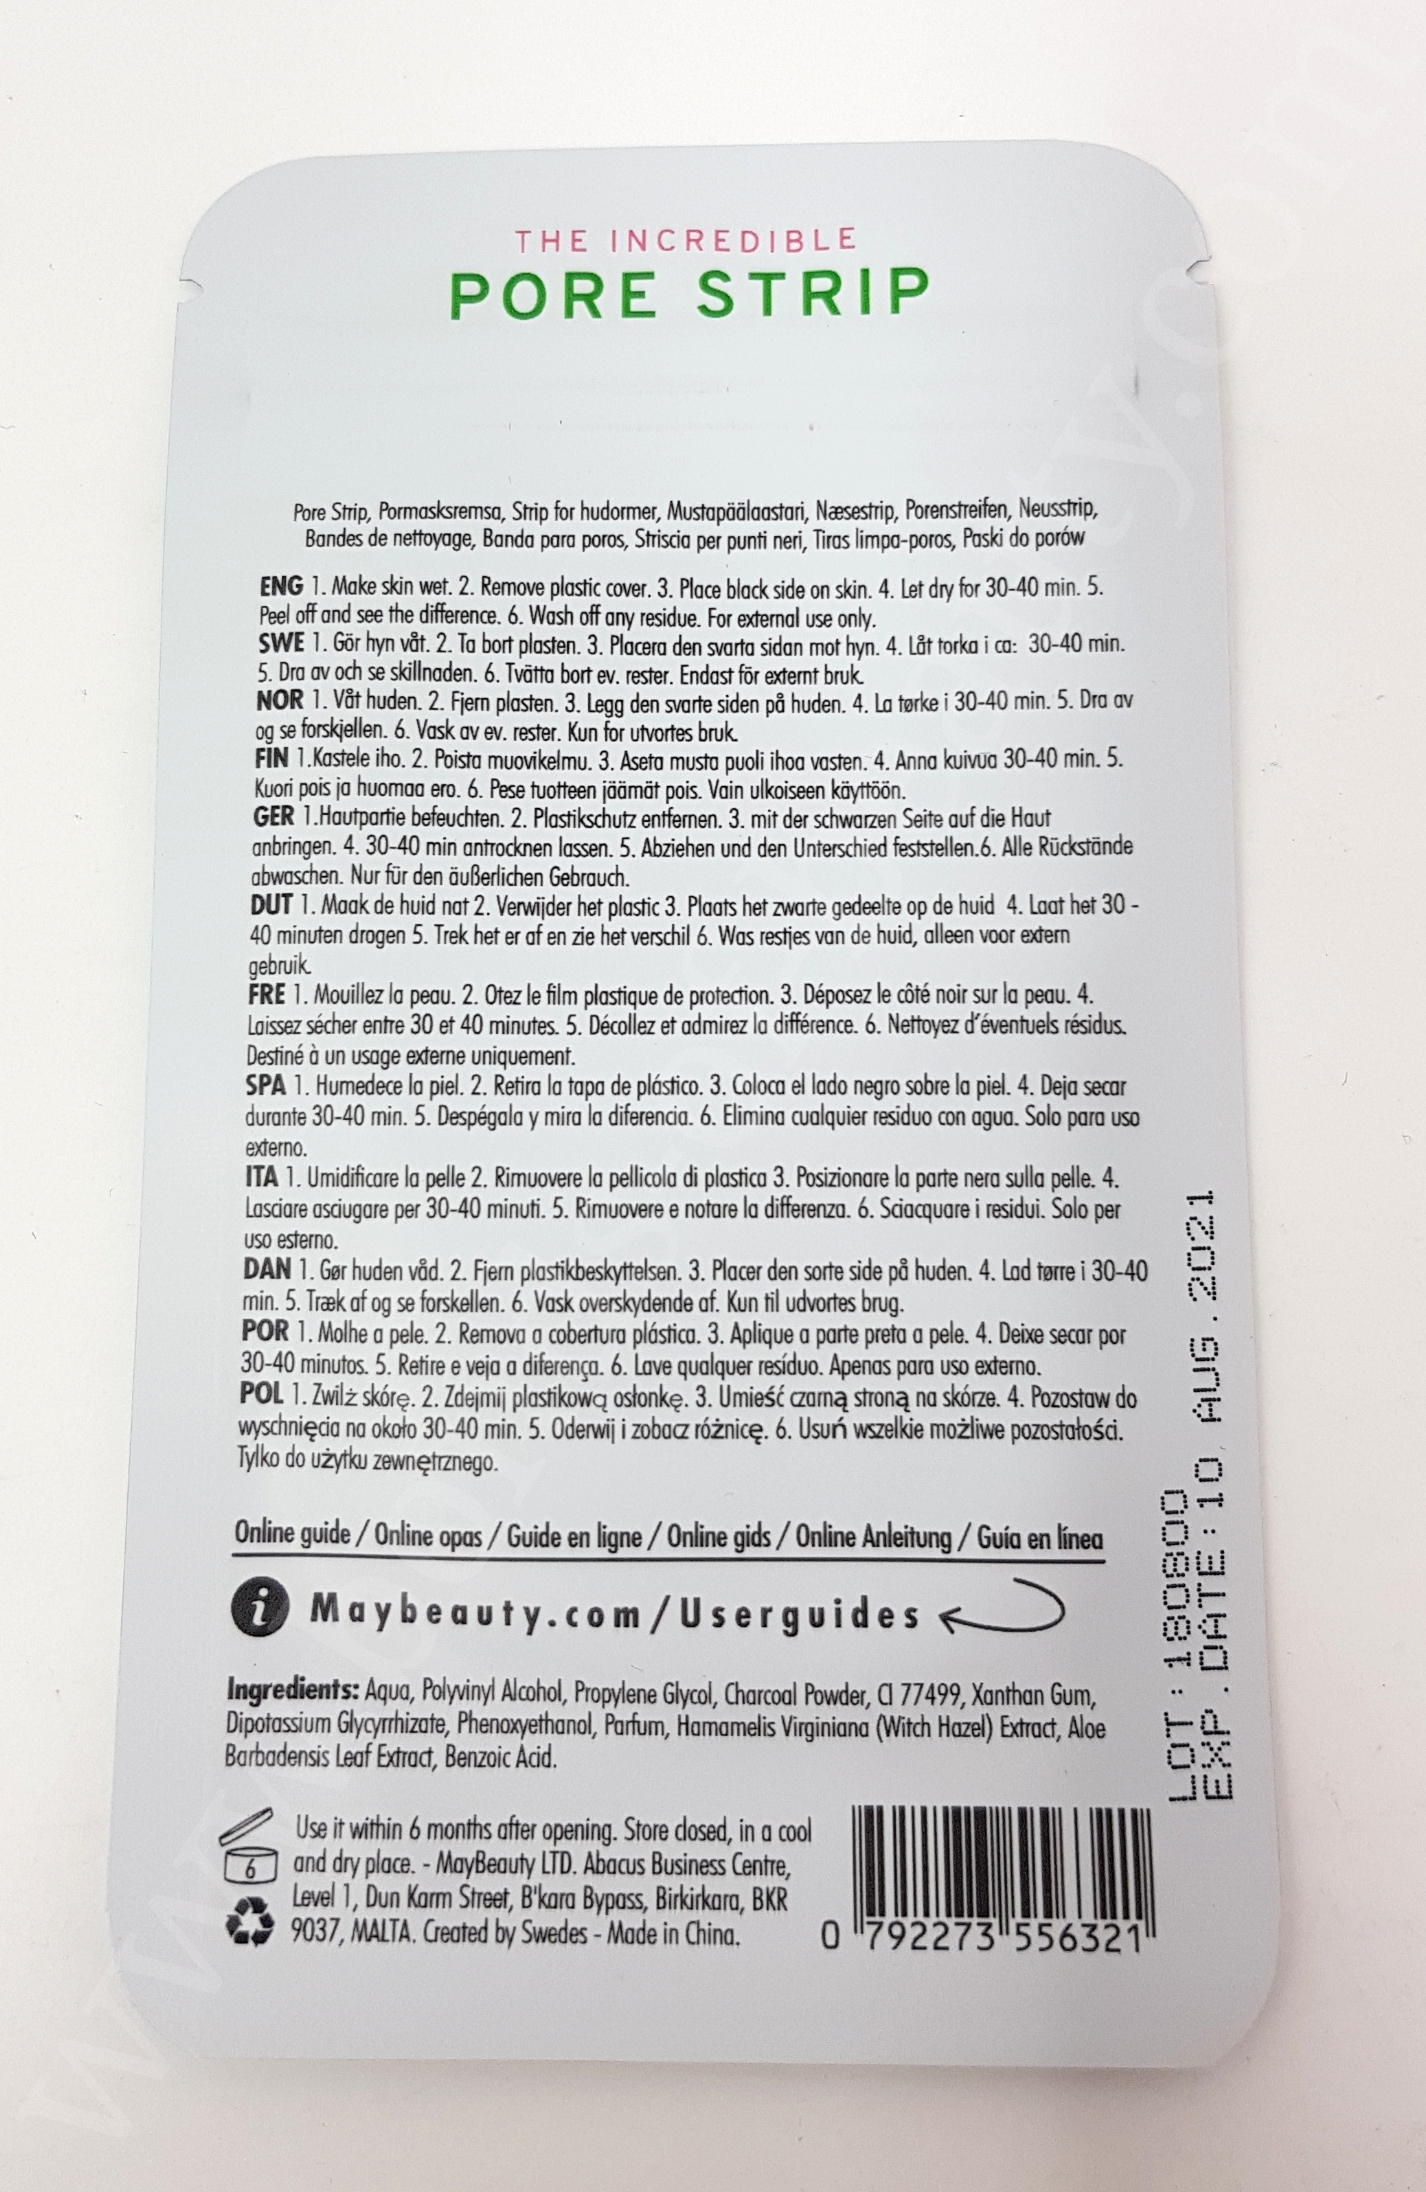 THE INCREDIBLE
PORE STRIP
Pore Strip, Pormasksremsa, Strip for hudormer, Mustapäälaastari, Næsestrip, Porenstreifen, Neusstrip,
Bandes de nettoyage, Banda para poros, Striscia per punti neri, Tiras limpa-poros, Paski do porów
ENG 1. Make skin wet. 2. Remove plastic cover. 3. Place black side on skin. 4. Let dry for 30-40 min. 5.
Peel off and see the difference. 6. Wash off any residue. For external use only.
SWE 1. Gör hyn våt. 2. Ta bort plasten. 3. Placera den svarta sidan mot hyn. 4. Låt torka i ca: 30-40 min.
5. Dra av och se skillnaden. 6. Tvätta bort ev. rester. Endast för externt bruk.
NOR 1. Våt huden. 2. Fjern plasten. 3. Legg den svarte siden på huden. 4. La tørke i 30-40 min. 5. Dra av
og se forskjellen. 6. Vask av ev. rester. Kun for utvortes bruk.
FIN 1.Kastele iho. 2. Poista muovikelmu. 3. Aseta musta puoli ihoa vasten. 4. Anna kuivua 30-40 min. 5.
Kuori pois ja huomaa ero. 6. Pese tuotteen jäämät pois. Vain ulkoiseen käyttöön.
GER 1.Hautpartie befeuchten. 2. Plastikschutz entfernen. 3. mit der schwarzen Seite auf die Haut
anbringen. 4. 30-40 min antrocknen lassen. 5. Abziehen und den Unterschied feststellen.6. Alle Rückstände
abwaschen. Nur für den äußerlichen Gebrauch.
DUT 1. Maak de huid nat 2. Verwijder het plastic 3. Plaats het zwarte gedeelte op de huid 4. Laat het 30 -
40 minuten drogen 5. Trek het er af en zie het verschil 6. Was restjes van de huid, alleen voor extern
gebruik.
FRE 1. Mouillez la peau. 2. Otez le film plastique de protection. 3. Déposez le côté noir sur la peau. 4.
Laissez sécher entre 30 et 40 minutes. 5. Décollez et admirez la différence. 6. Nettoyez d'éventuels résidus.
Destiné à un usage externe uniquement.
SPA 1. Humedece la piel. 2. Retira la tapa de plástico. 3. Coloca el lado negro sobre la piel. 4. Deja secar
durante 30-40 min. 5. Despégala y mira la diferencia. 6. Elimina cualquier residuo con agua. Solo para uso
externo.
ITA 1. Umidificare la pelle 2. Rimuovere la pellicola di plastica 3. Posizionare la parte nera sulla pelle. 4.
Lasciare asciugare per 30-40 minuti. 5. Rimuovere e notare la differenza. 6. Sciacquare i residui. Solo per
uso esterno.
DAN 1. Gør huden våd. 2. Fjern plastikbeskyttelsen. 3. Placer den sorte side på huden. 4. Lad tørre i 30-40
min. 5. Træk af og se forskellen. 6. Vask overskydende af. Kun til udvortes brug.
POR 1. Molhe a pele. 2. Remova a cobertura plástica. 3. Aplique a parte preta a pele. 4. Deixe secar por
30-40 minutos. 5. Retire e veja a diferença. 6. Lave qualquer resíduo. Apenas para uso externo.
POL 1. Zwilż skórę. 2. Zdejmij plastikową osłonkę. 3. Umieść czarną stroną na skórze. 4. Pozostaw do
wyschnięcia na około 30-40 min. 5. Oderwij i zobacz różnicę. 6. Usuń wszelkie możliwe pozostałości.
Tylko do użytku zewnętrznego.
Online guide / Online opas / Guide en ligne / Online gids / Online Anleitung / Guía en línea
i Maybeauty.com/Userguides
Ingredients: Aqua, Polyvinyl Alcohol, Propylene Glycol, Charcoal Powder, CI 77499, Xanthan Gum,
Dipotassium Glycyrrhizate, Phenoxyethanol, Parfum, Hamamelis Virginiana (Witch Hazel) Extract, Aloe
Barbadensis Leaf Extract, Benzoic Acid.
6
Use it within 6 months after opening. Store closed, in a cool
and dry place. - MayBeauty LTD. Abacus Business Centre,
Level 1, Dun Karm Street, B'kara Bypass, Birkirkara, BKR
9037, MALTA. Created by Swedes - Made in China.
0 792273 556321
LOT: 180800
EXP.DATE:10 AUG.2021